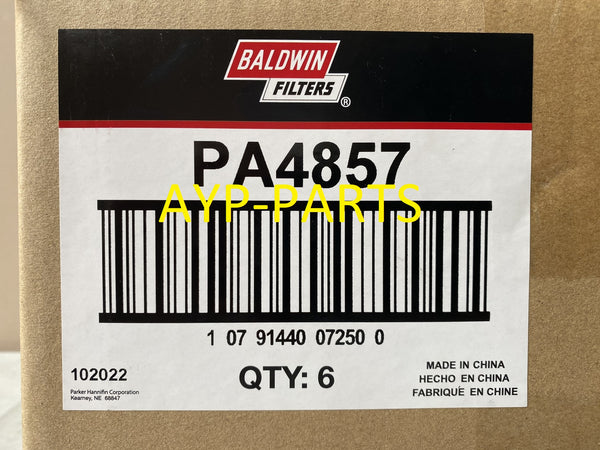 BALDWIN
FILTERS
®
PA4857
AYP-PARTS
1 07 91440 07250 0
102022
QTY: 6
MADE IN CHINA
HECHO EN CHINA
FABRIQUÉ EN CHINE
Parker Hannifin Corporation
Kearney, NE 68847